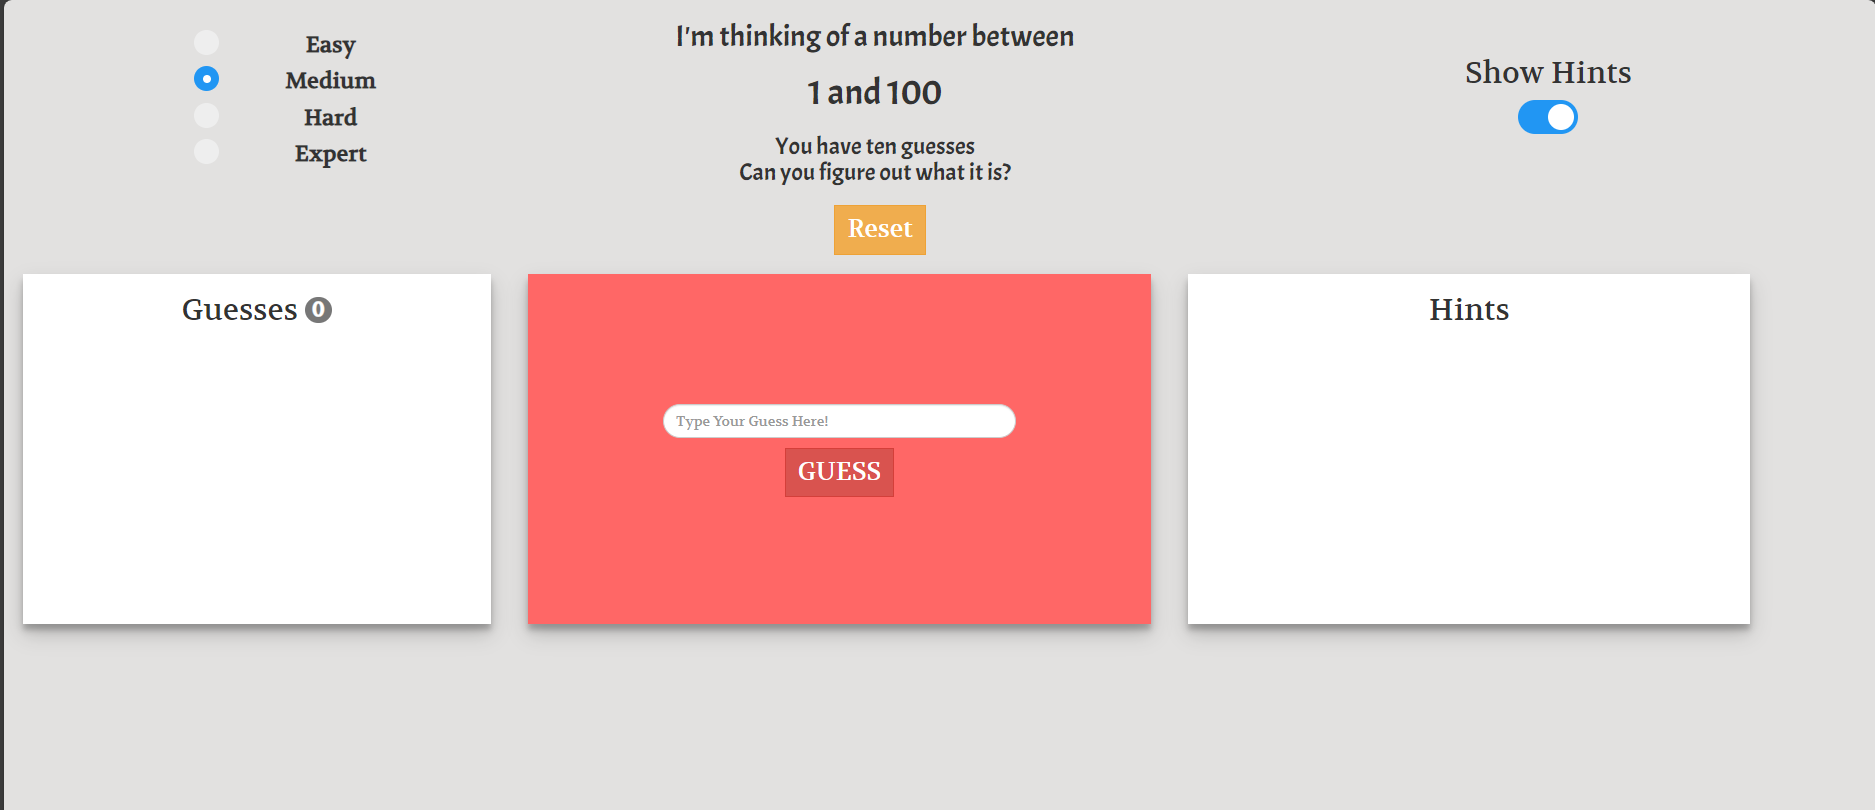 Easy
Medium
Hard
Expert
I'm thinking of a number between
1 and 100
You have ten guesses
Can you figure out what it is?
Reset
Show Hints
Guesses 0
Type Your Guess Here!
GUESS
Hints